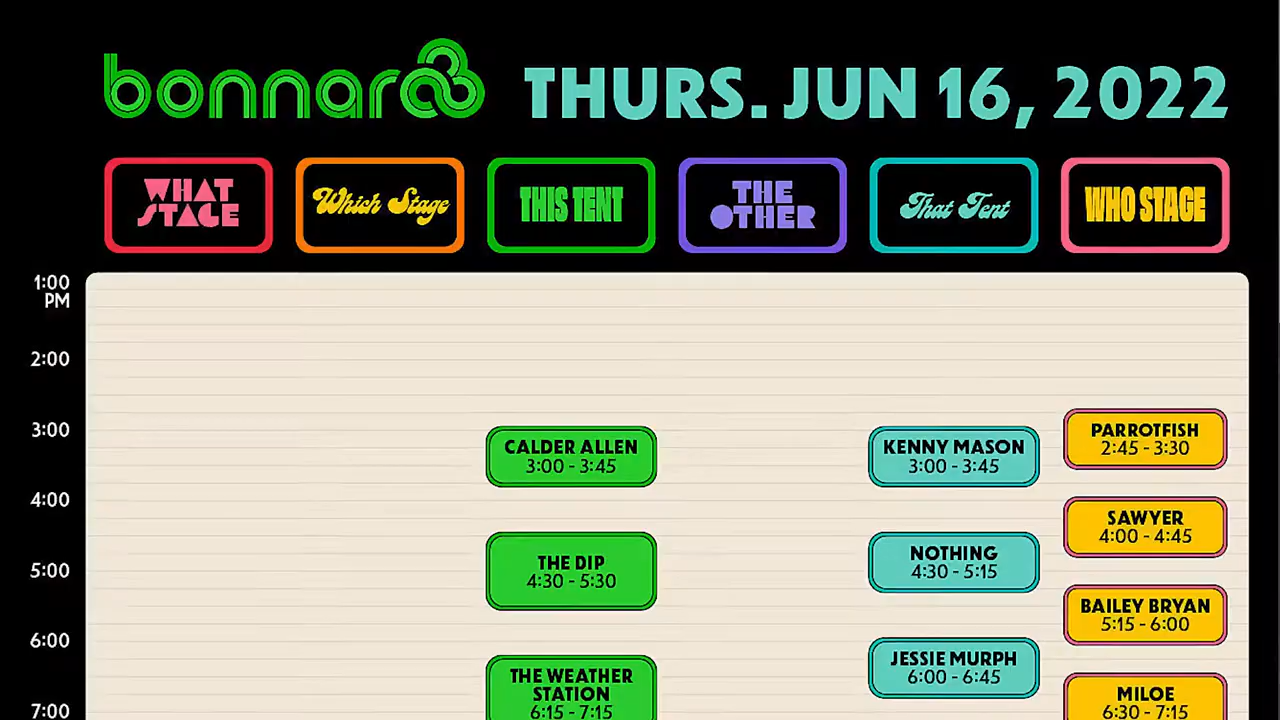 bonnaroo THURS. JUN 16, 2022
WHAT
STAGE
Which Stage
THIS TENT
THE
OTHER
That Tent
WHO STAGE
1:00
PM
2:00
3:00
4:00
5:00
6:00
7:00
CALDER ALLEN
3:00 - 3:45
THE DIP
4:30 - 5:30
THE WEATHER
STATION
6:15 - 7:15
KENNY MASON
3:00 - 3:45
NOTHING
4:30 - 5:15
JESSIE MURPH
6:00 - 6:45
PARROTFISH
2:45 - 3:30
SAWYER
4:00 - 4:45
BAILEY BRYAN
5:15 - 6:00
MILOE
6:30 - 7:15